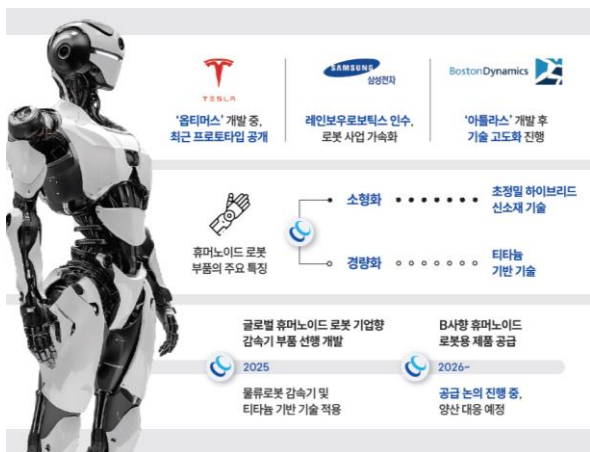 TESLA
'옵티머스' 개발 중,
최근 프로토타입 공개
SAMSUNG
삼성전자
레인보우로보틱스 인수,
로봇 사업 가속화
BostonDynamics
'아틀라스' 개발 후
기술 고도화 진행
휴머노이드 로봇
부품의 주요 특징
소형화
초정밀 하이브리드
신소재 기술
경량화
티타늄
기반 기술
글로벌 휴머노이드 로봇 기업향
감속기 부품 선행 개발
2025
물류로봇 감속기 및
티타늄 기반 기술 적용
B사향 휴머노이드
로봇용 제품 공급
2026~
공급 논의 진행 중,
양산 대응 예정